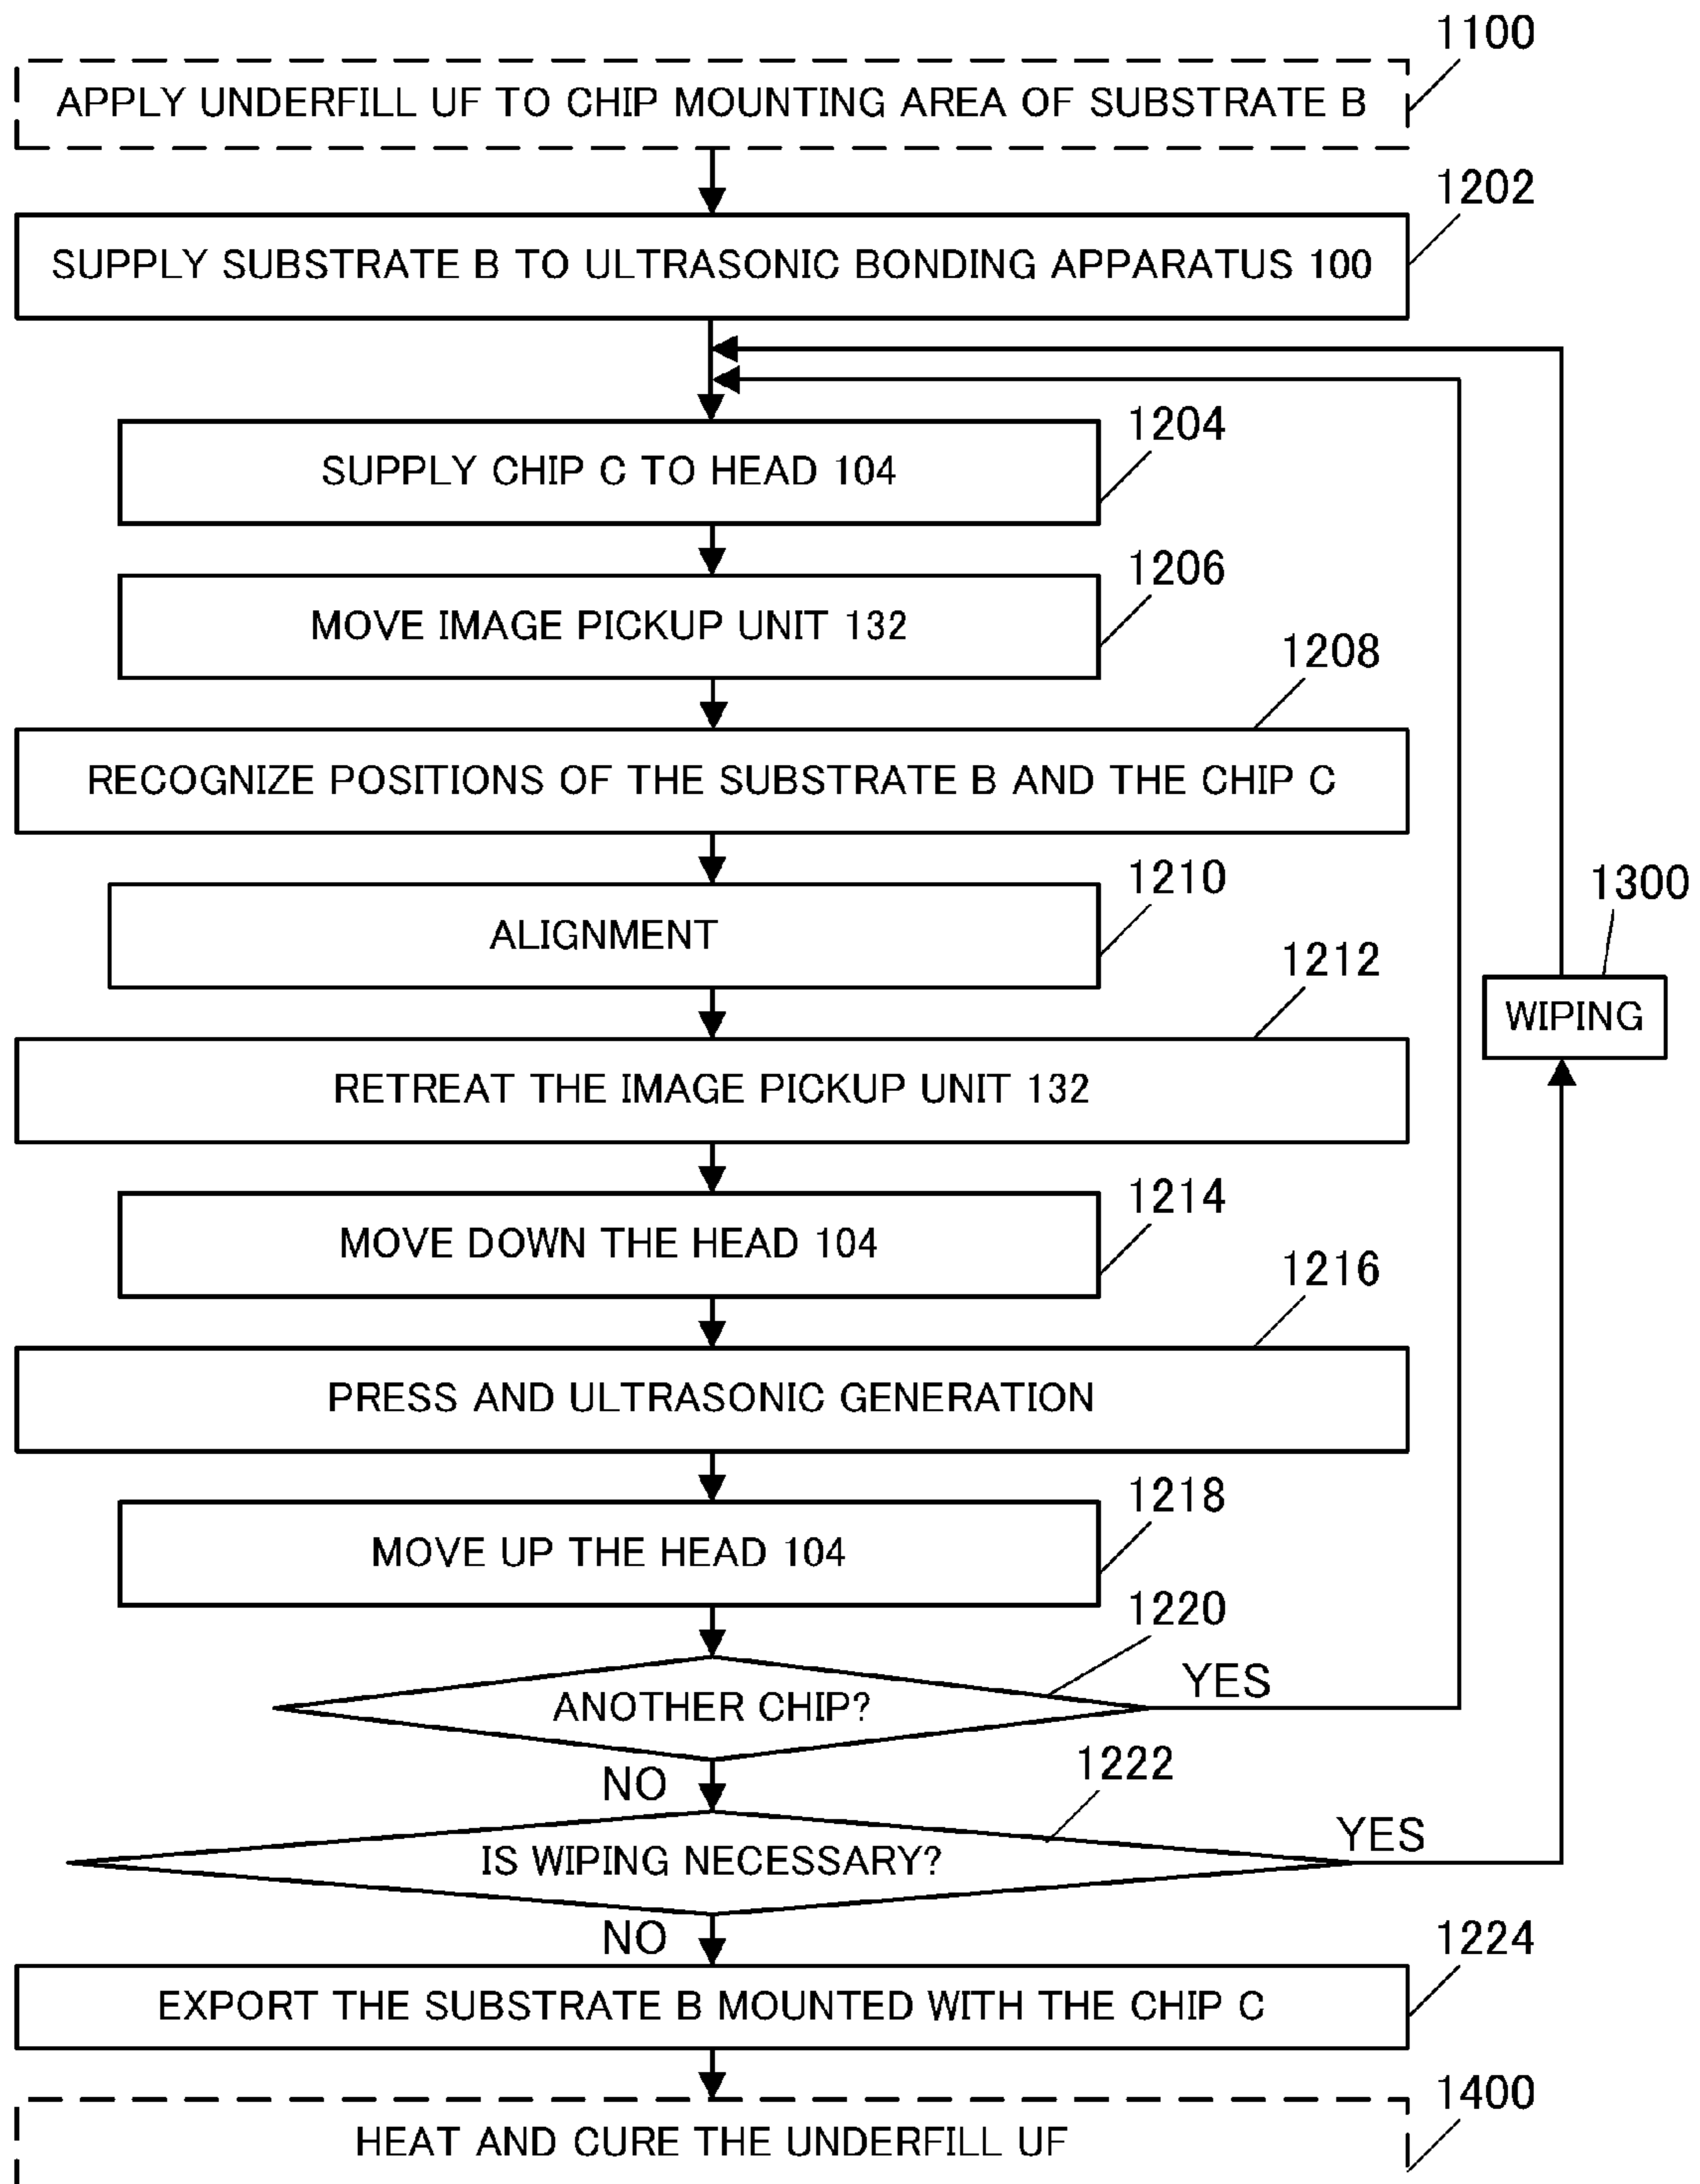 1100
APPLY UNDERFILL UF TO CHIP MOUNTING AREA OF SUBSTRATE B
1202
SUPPLY SUBSTRATE B TO ULTRASONIC BONDING APPARATUS 100
1204
SUPPLY CHIP C TO HEAD 104
1206
MOVE IMAGE PICKUP UNIT 132
1208
RECOGNIZE POSITIONS OF THE SUBSTRATE B AND THE CHIP C
1210
ALIGNMENT
1300
WIPING
1212
RETREAT THE IMAGE PICKUP UNIT 132
1214
MOVE DOWN THE HEAD 104
1216
PRESS AND ULTRASONIC GENERATION
1218
MOVE UP THE HEAD 104
1220
ANOTHER CHIP?
YES
NO
1222
IS WIPING NECESSARY?
YES
NO
1224
EXPORT THE SUBSTRATE B MOUNTED WITH THE CHIP C
1400
HEAT AND CURE THE UNDERFILL UF